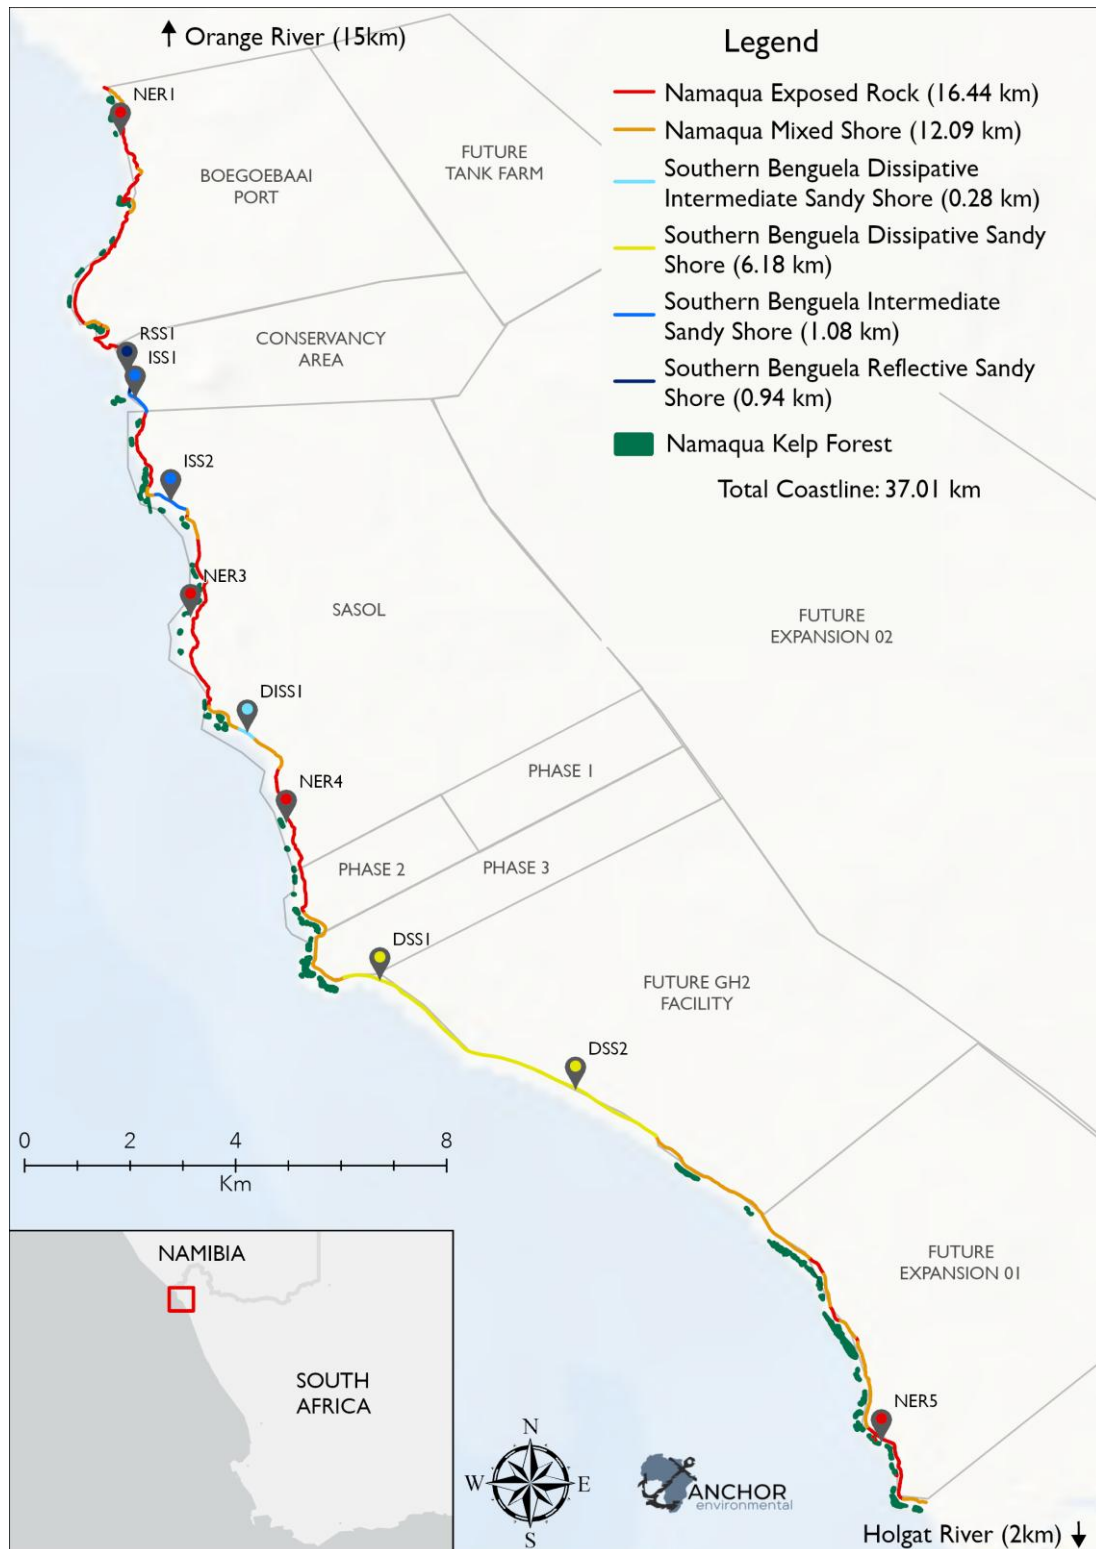 Orange River (15km)
Legend
Namaqua Exposed Rock (16.44 km)
Namaqua Mixed Shore (12.09 km)
Southern Benguela Dissipative
Intermediate Sandy Shore (0.28 km)
Southern Benguela Dissipative Sandy
Shore (6.18 km)
Southern Benguela Intermediate
Sandy Shore (1.08 km)
Southern Benguela Reflective Sandy
Shore (0.94 km)
Namaqua Kelp Forest
Total Coastline: 37.01 km
NER1
BOEGOEBAAI
PORT
FUTURE
TANK FARM
RSS1
ISS1
CONSERVANCY
AREA
ISS2
NER3
SASOL
FUTURE
EXPANSION 02
DISS1
NER4
PHASE 1
PHASE 2
PHASE 3
DSS1
FUTURE GH2
FACILITY
DSS2
0 2 4 8
Km
NAMIBIA
SOUTH
AFRICA
FUTURE
EXPANSION 01
NER5
N
W E
S
ANCHOR
environmental
Holgat River (2km)